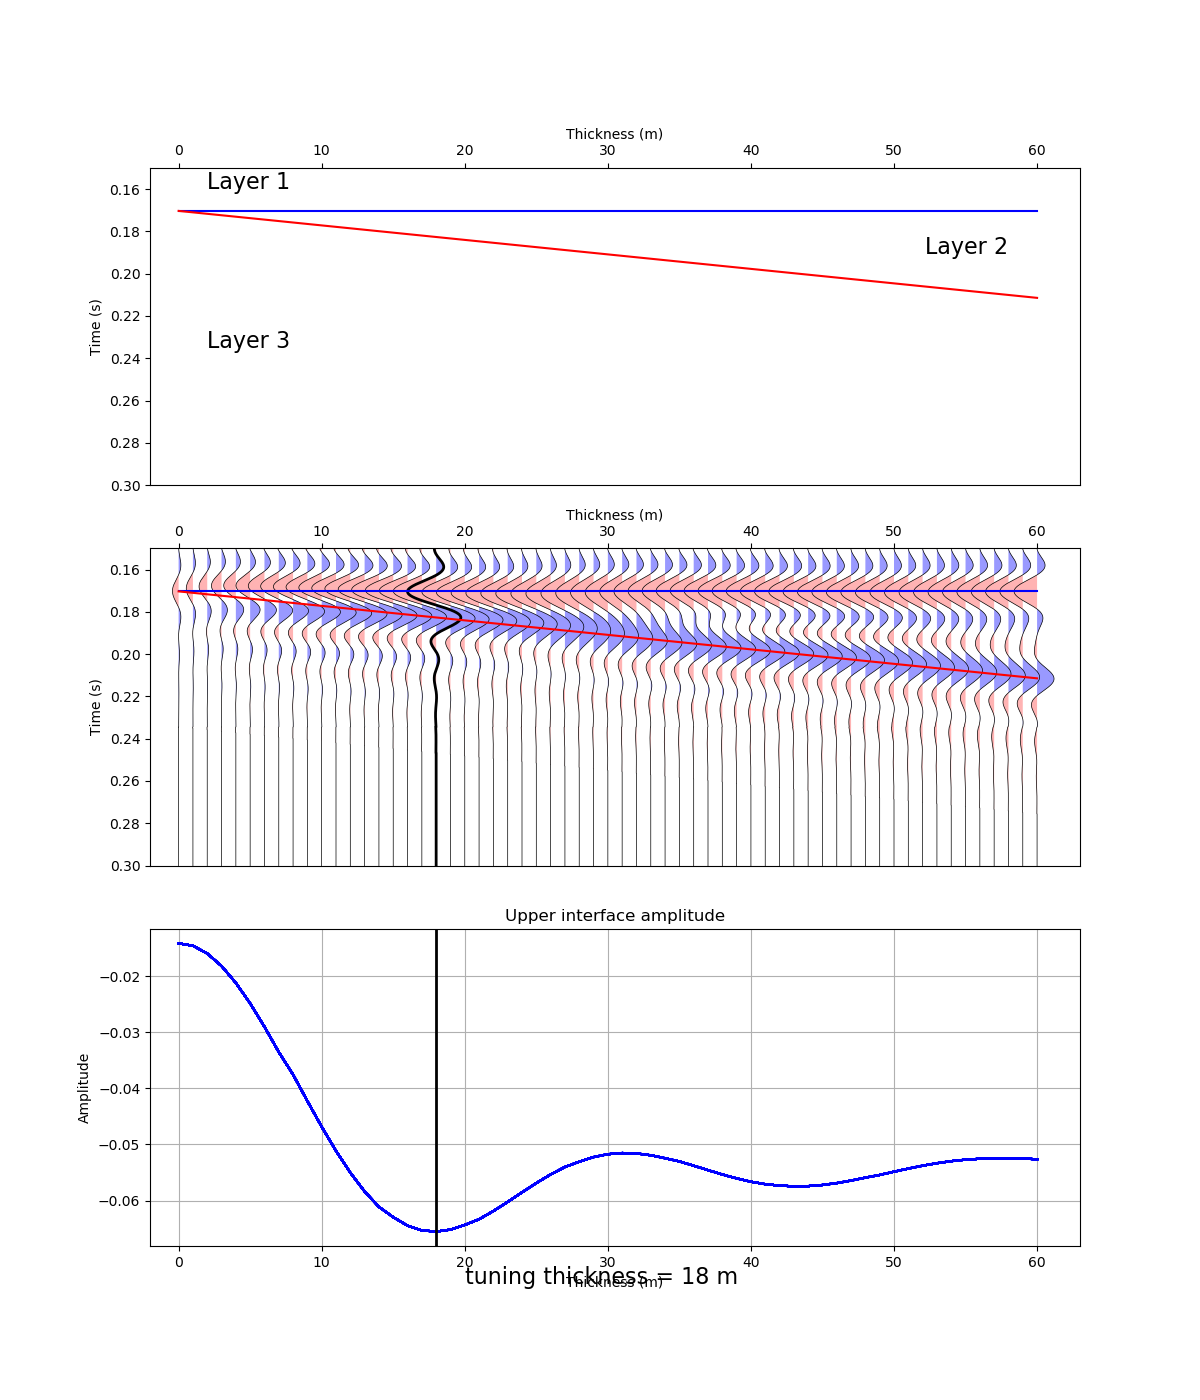 Thickness (m)
0 10 20 30 40 50 60
Layer 1
0.16
0.18
Layer 2
0.20
Time (s)
0.22
Layer 3
0.24
0.26
0.28
0.30
Thickness (m)
0 10 20 30 40 50 60
0.16
0.18
0.20
Time (s)
0.22
0.24
0.26
0.28
0.30
Upper interface amplitude
−0.02
−0.03
Amplitude
−0.04
−0.05
−0.06
0 10 20 30 40 50 60
tuning thickness = 18 m
Thickness (m)